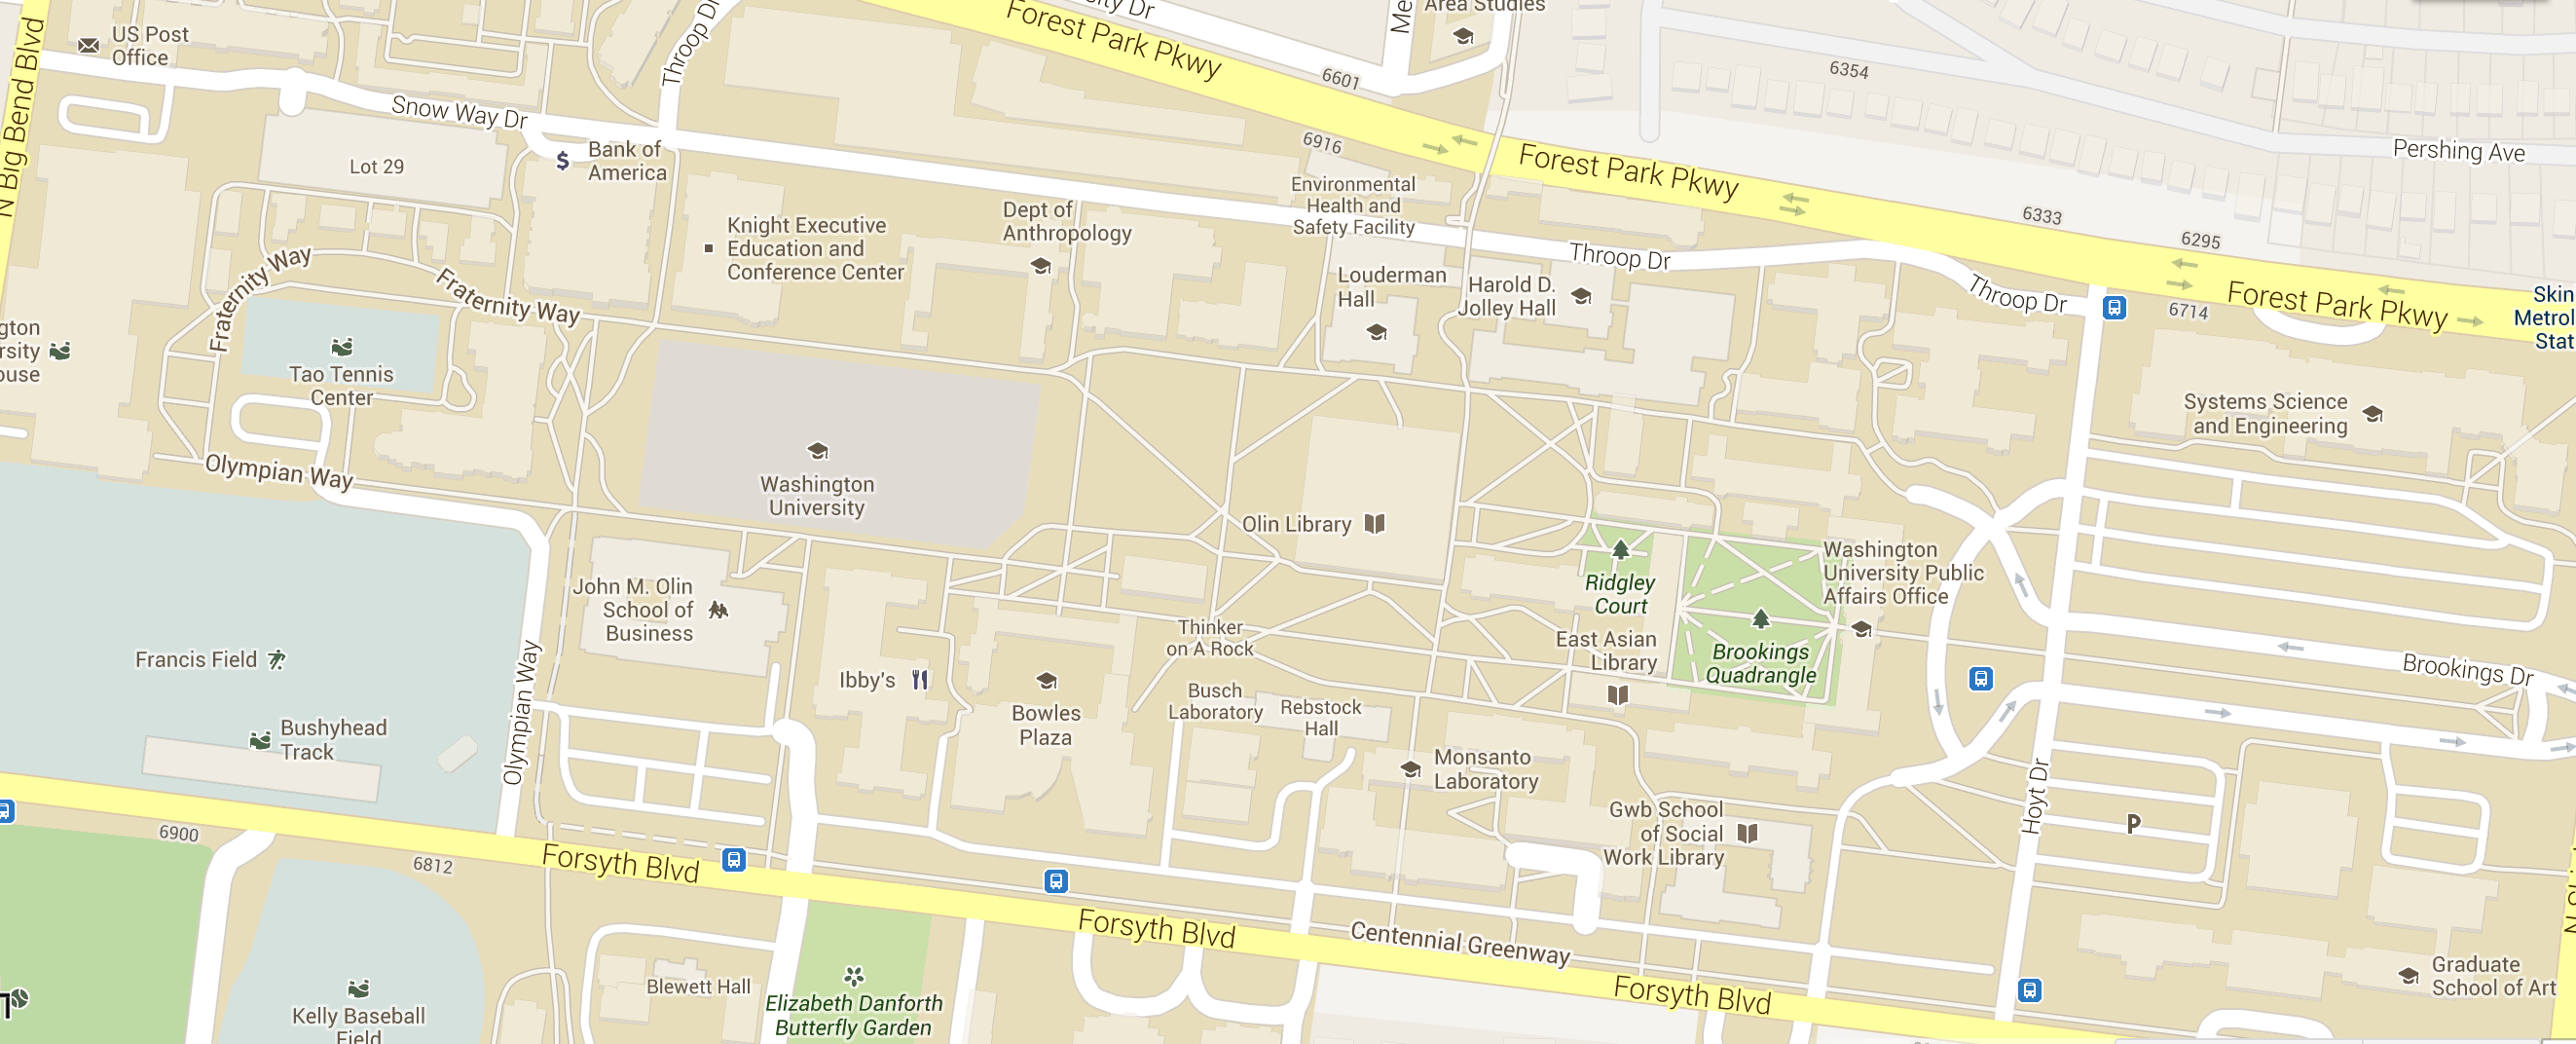 Area Studies
Forest Park Pkwy
6601
6354
US Post
Office
N Big Bend Blvd
Throop Dr
Snow Way Dr
Bank of
America
Lot 29
6916
Forest Park Pkwy
Pershing Ave
Environmental
Health and
Safety Facility
Dept of
Anthropology
Knight Executive
Education and
Conference Center
6333
6295
Throop Dr
Throop Dr
Forest Park Pkwy
6714
Louderman
Hall
Harold D.
Jolley Hall
Fraternity Way
Fraternity Way
Tao Tennis
Center
Systems Science
and Engineering
Olympian Way
Washington
University
Olin Library
Ridgley
Court
Washington
University Public
Affairs Office
John M. Olin
School of
Business
Thinker
on A Rock
East Asian
Library
Brookings
Quadrangle
Brookings Dr
Francis Field
Olympian Way
Ibby's
Bowles
Plaza
Busch
Laboratory
Rebstock
Hall
Bushyhead
Track
Monsanto
Laboratory
Gwb School
of Social
Work Library
Hoyt Dr
P
6900
6812
Forsyth Blvd
Forsyth Blvd
Centennial Greenway
Forsyth Blvd
Blewett Hall
Elizabeth Danforth
Butterfly Garden
Kelly Baseball
Field
Graduate
School of Art